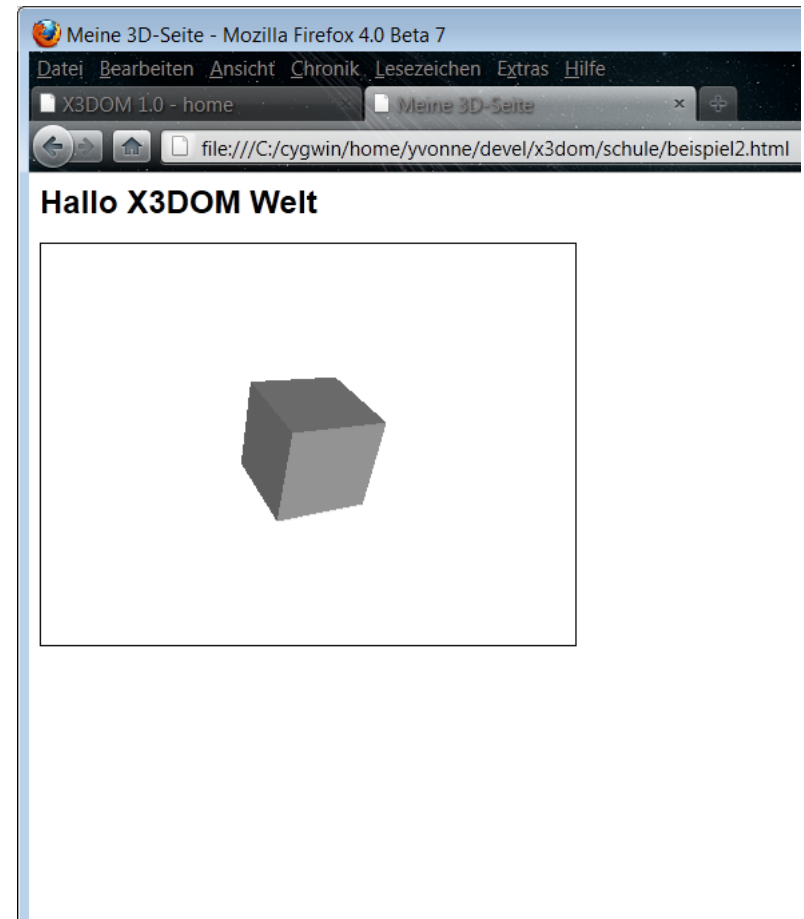 Meine 3D-Seite - Mozilla Firefox 4.0 Beta 7
Datei Bearbeiten Ansicht Chronik Lesezeichen Extras Hilfe
X3DOM 1.0 - home Meine 3D-Seite ×
file:///C:/cygwin/home/yvonne/devel/x3dom/schule/beispiel2.html
Hallo X3DOM Welt